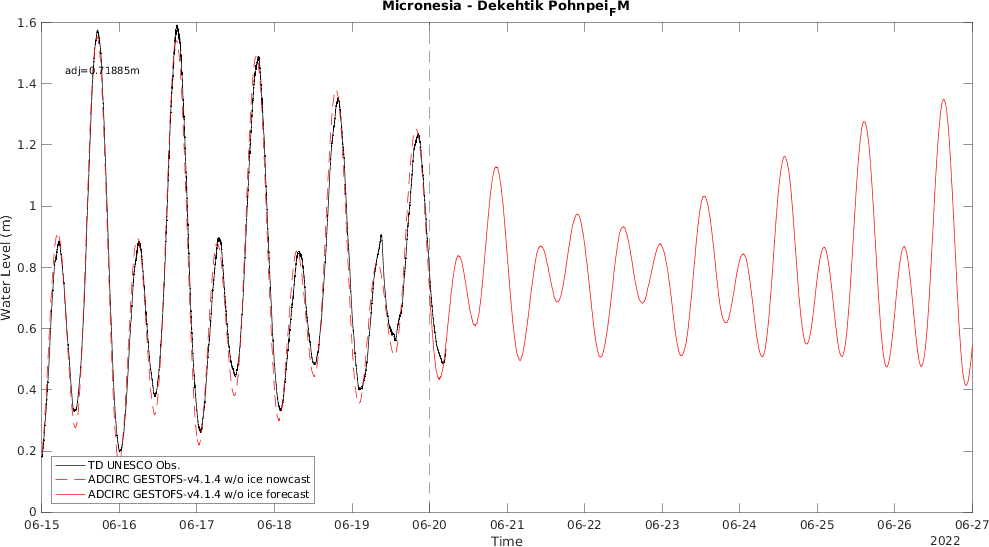 Micronesia - Dekehtik Pohnpei_FM
1.6
1.4
1.2
1
0.8
0.6
0.4
0.2
0
Water Level (m)
adj=0.71885m
TD UNESCO Obs.
ADCIRC GESTOFS-v4.1.4 w/o ice nowcast
ADCIRC GESTOFS-v4.1.4 w/o ice forecast
06-15 06-16 06-17 06-18 06-19 06-20 06-21 06-22 06-23 06-24 06-25 06-26 06-27
Time
2022